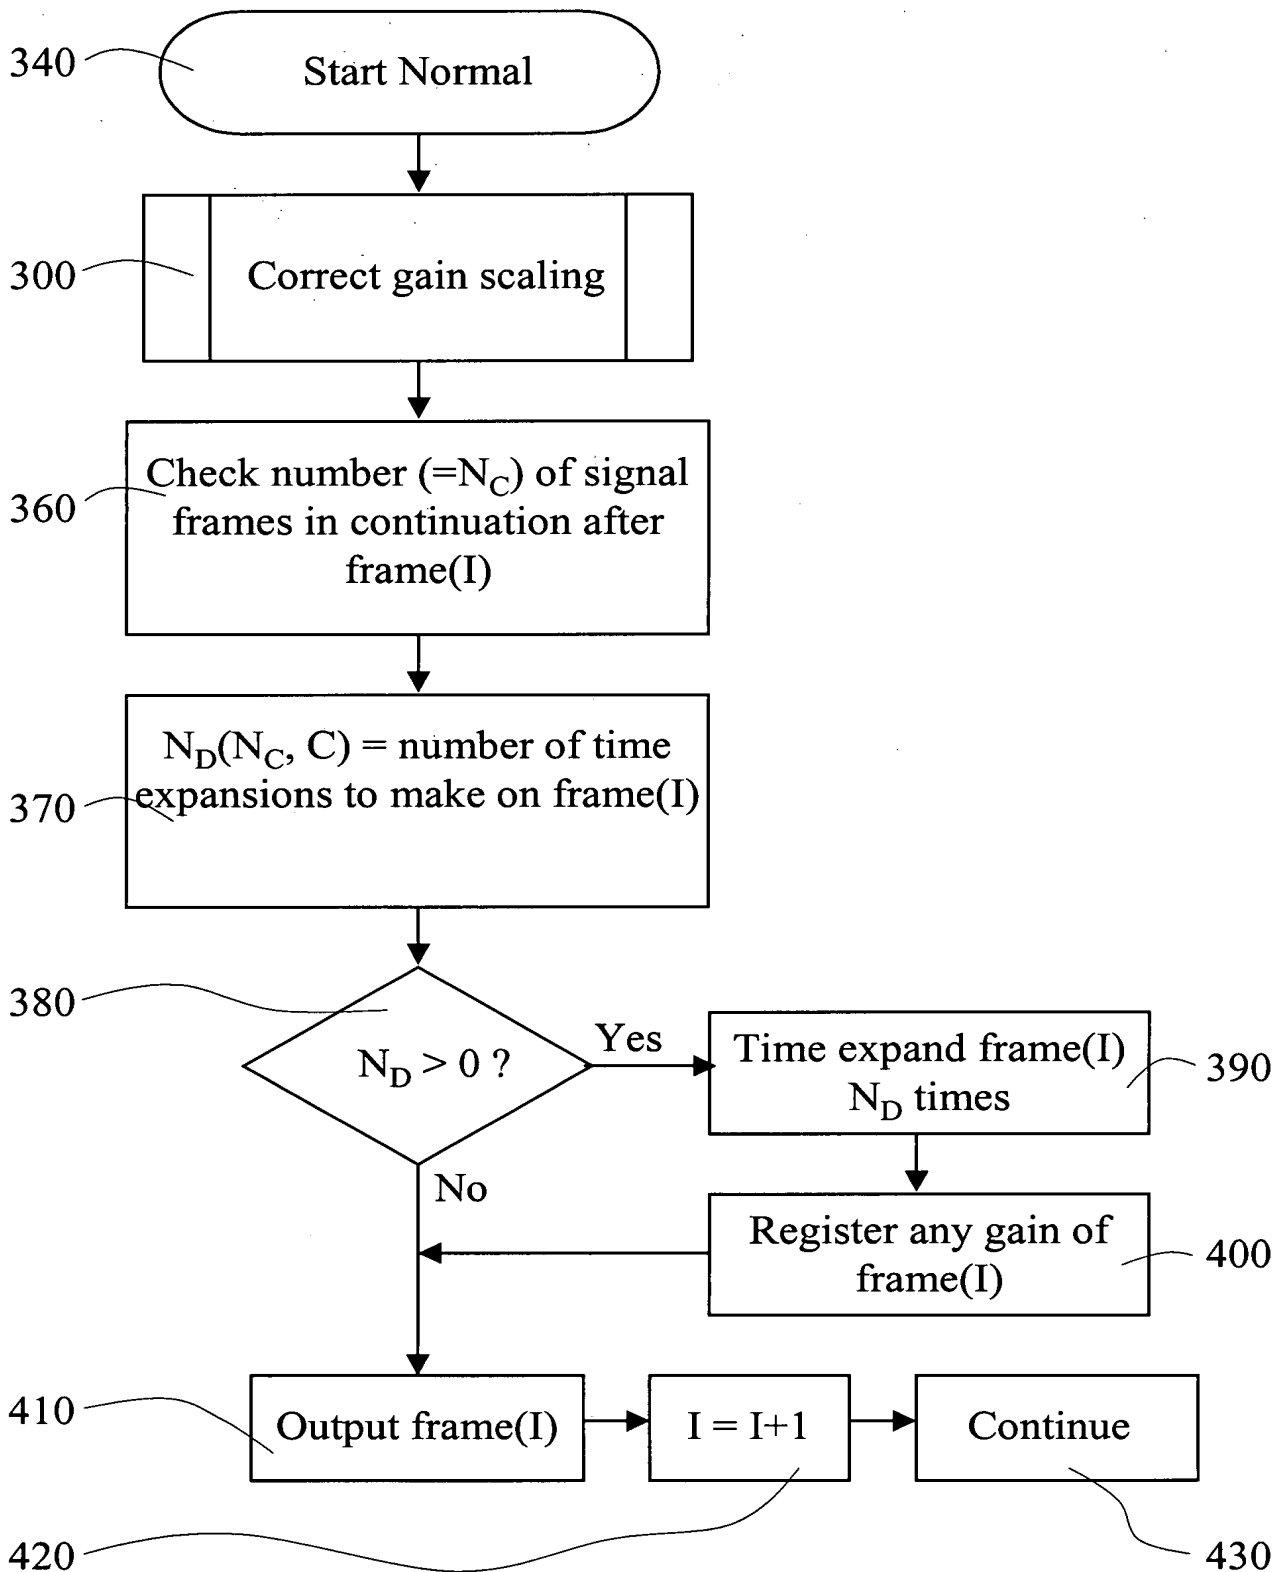 340
Start Normal
300
Correct gain scaling
360
Check number (=N_C) of signal
frames in continuation after
frame(I)
370
N_D(N_C, C) = number of time
expansions to make on frame(I)
380
N_D > 0 ?
Yes
No
Time expand frame(I)
N_D times
390
Register any gain of
frame(I)
400
410
Output frame(I)
I = I+1
Continue
420
430